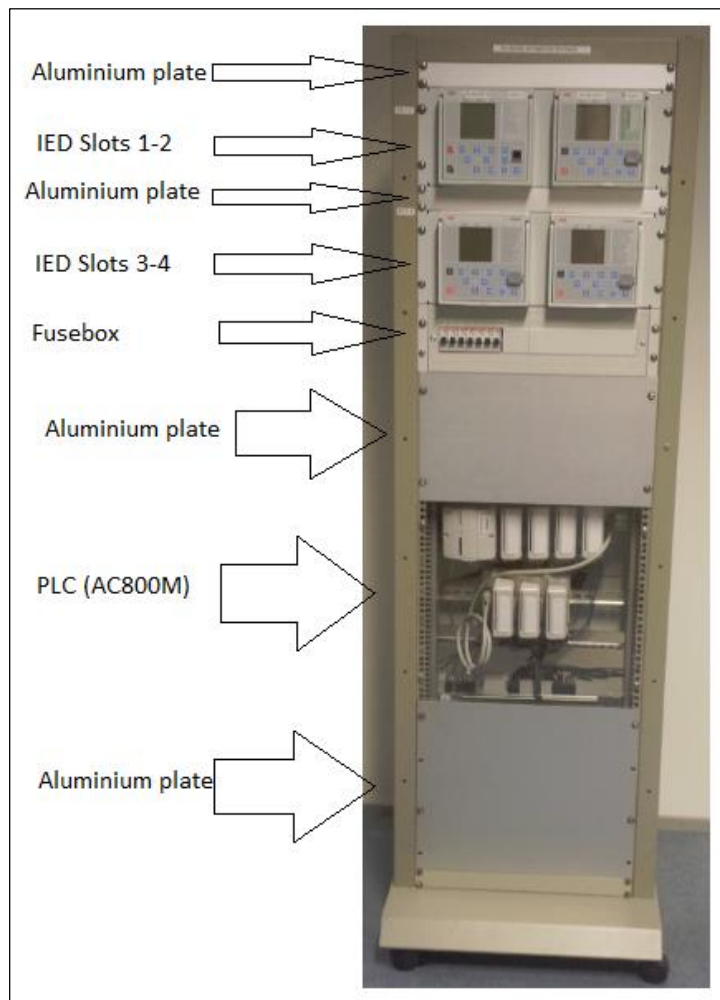 Aluminium plate
IED Slots 1-2
Aluminium plate
IED Slots 3-4
Fusebox
Aluminium plate
PLC (AC800M)
Aluminium plate